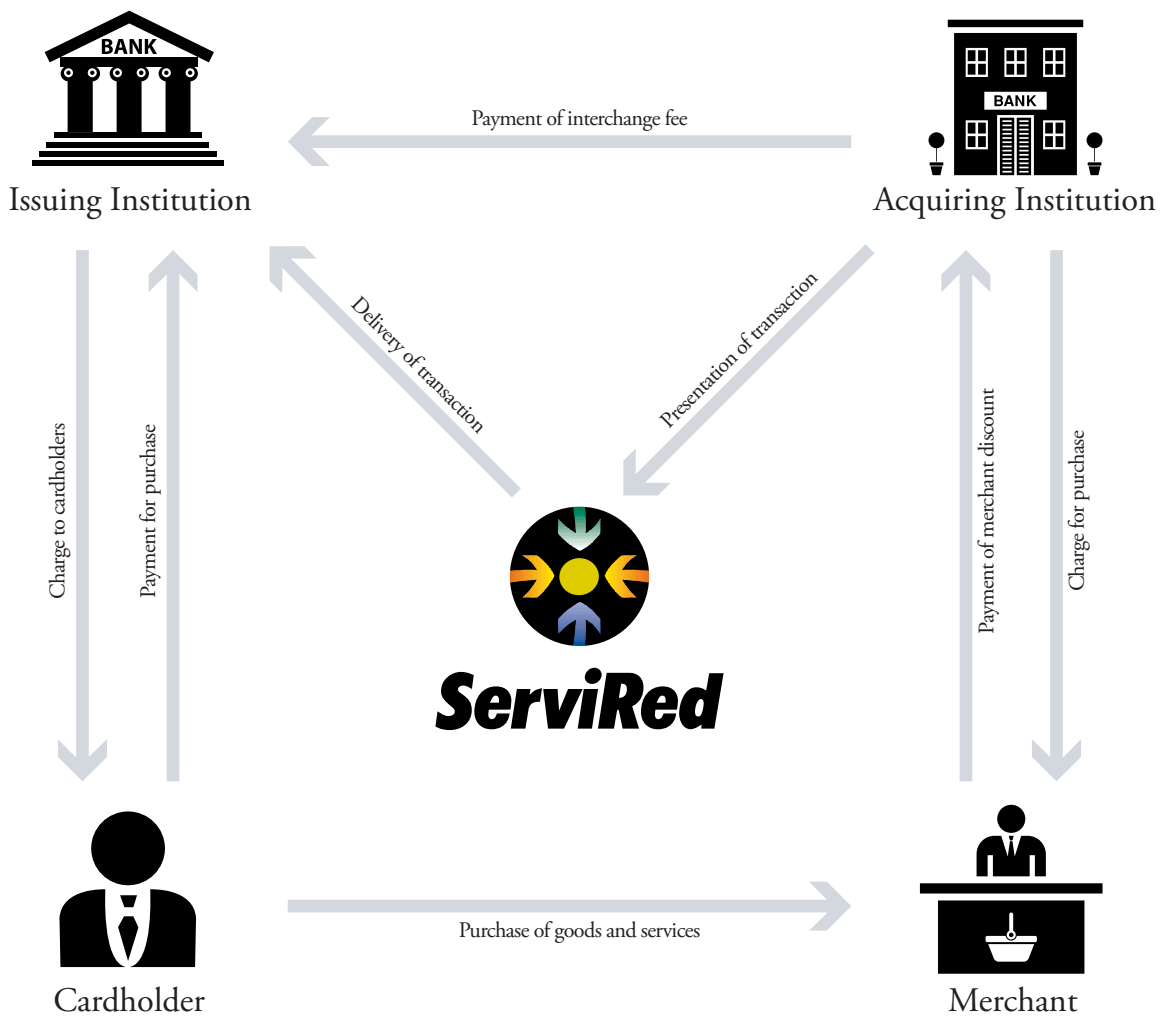 BANK
BANK
Payment of interchange fee
Issuing Institution
Acquiring Institution
Delivery of transaction
Presentation of transaction
Charge to cardholders
Payment for purchase
Payment of merchant discount
Charge for purchase
ServiRed
Purchase of goods and services
Cardholder
Merchant